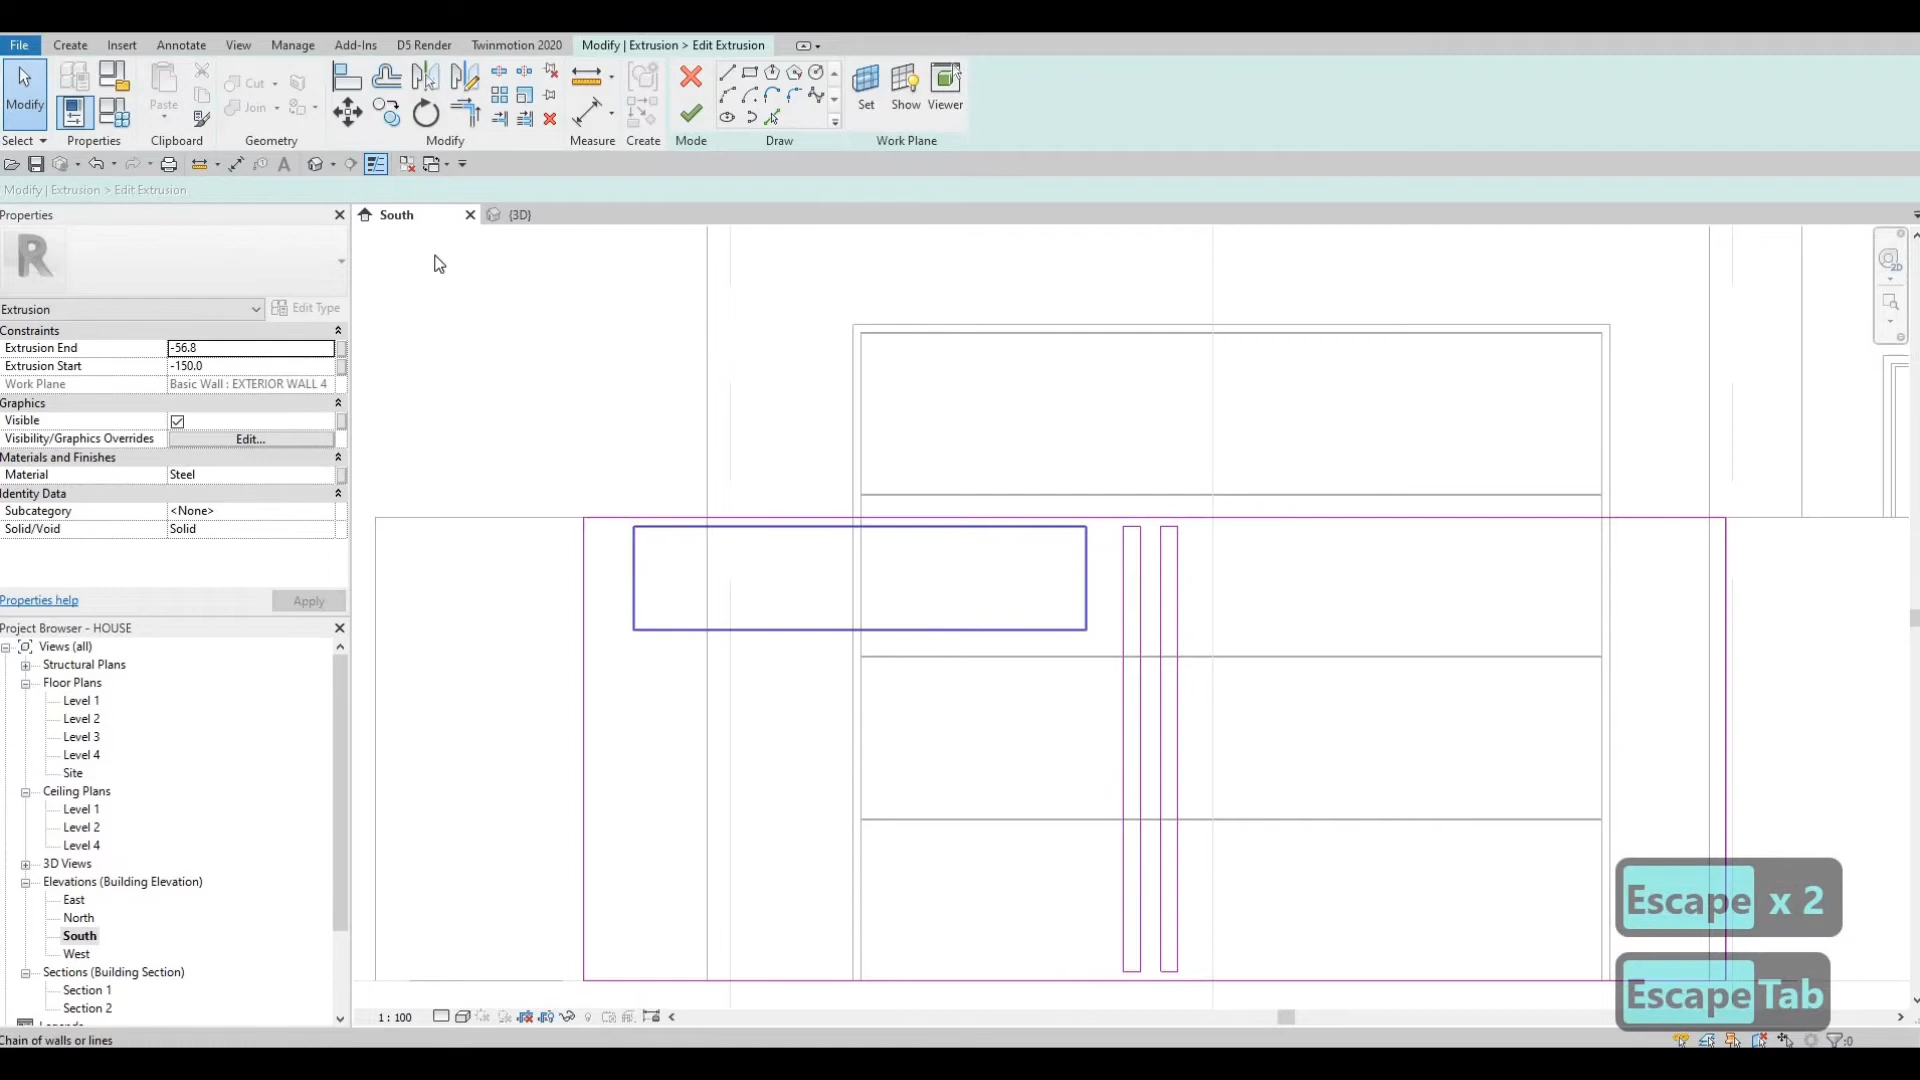 File Create Insert Annotate View Manage Add-Ins D5 Render Twinmotion 2020 Modify | Extrusion > Edit Extrusion
Modify Paste Cut Join Set Show Viewer
Select Properties Clipboard Geometry Modify Measure Create Mode Draw Work Plane
Modify | Extrusion > Edit Extrusion
Properties
South {3D}
R
2D
Extrusion Edit Type
Constraints
Extrusion End -56.8
Extrusion Start -150.0
Work Plane Basic Wall : EXTERIOR WALL 4
Graphics
Visible
Visibility/Graphics Overrides Edit...
Materials and Finishes
Material Steel
Identity Data
Subcategory <None>
Solid/Void Solid
Properties help Apply
Project Browser - HOUSE
Views (all)
Structural Plans
Floor Plans
Level 1
Level 2
Level 3
Level 4
Site
Ceiling Plans
Level 1
Level 2
Level 4
3D Views
Elevations (Building Elevation)
East
North
South
West
Sections (Building Section)
Section 1
Section 2
Escape x 2
Escape Tab
1 : 100
Chain of walls or lines
:0